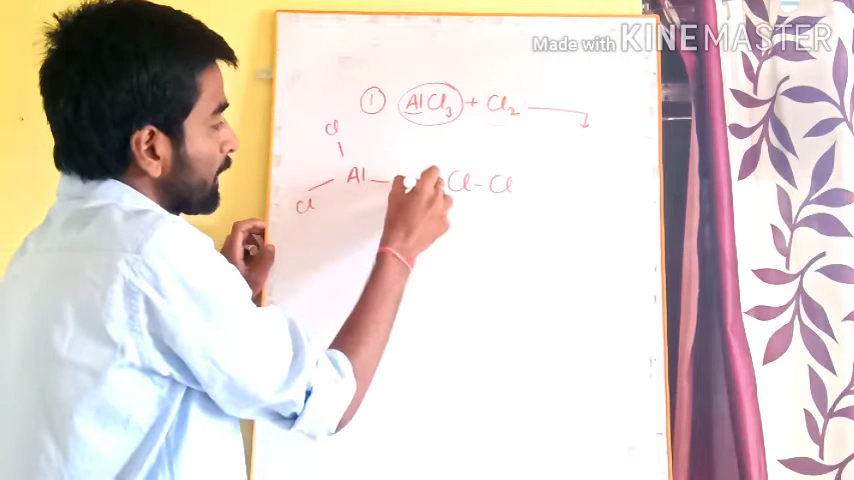 Made with KINEMASTER
① AlCl₃ + Cl₂ →
Cl
Al — Cl - Cl
Cl